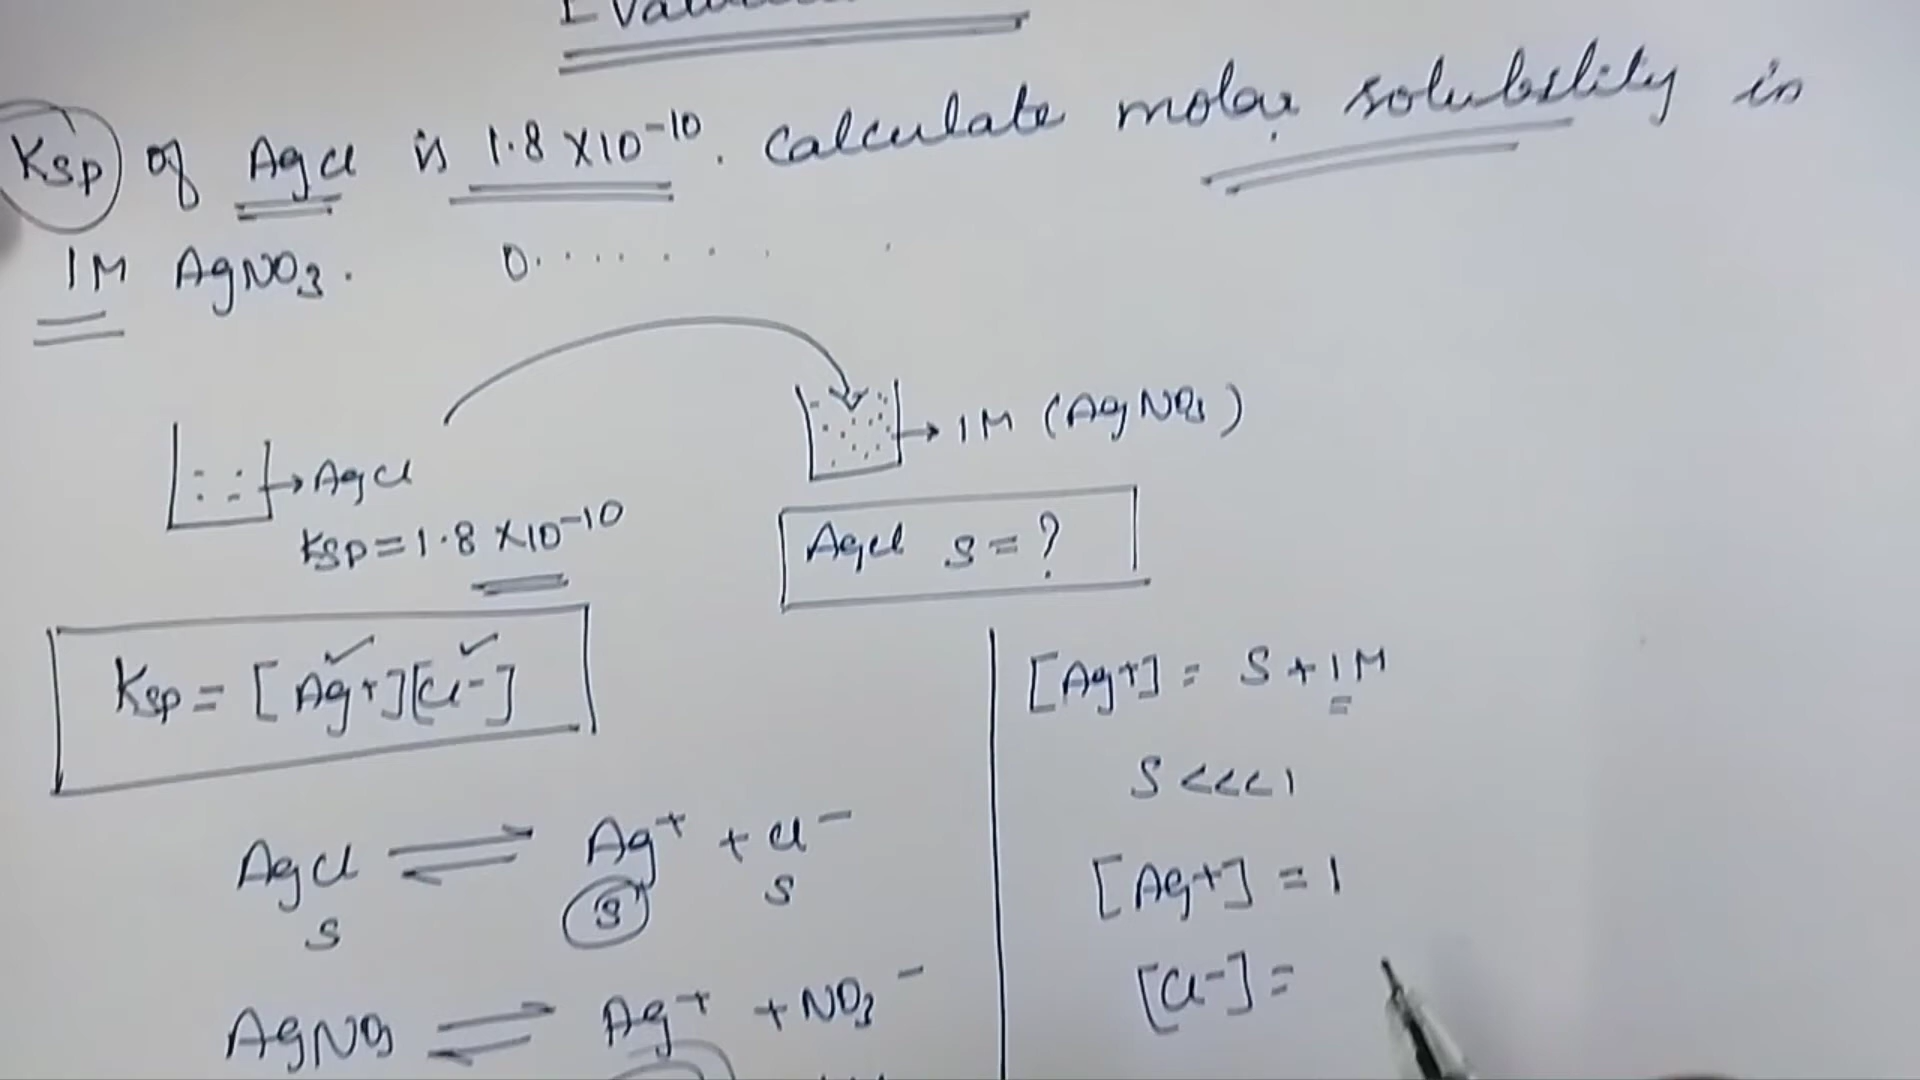 Ksp of AgCl is 1.8 X10⁻¹⁰. Calculate molar solubility in
1M AgNO3.
0.........
→ 1M (AgNO3)
→ AgCl
Ksp = 1.8 X10⁻¹⁰
AgCl S = ?
Ksp = [Ag+][Cl-]
AgCl ⇌ Ag⁺ + Cl⁻
S S S
AgNO3 ⇌ Ag⁺ + NO3⁻
[Ag+] = S + 1M
S <<< 1
[Ag+] = 1
[Cl-] =